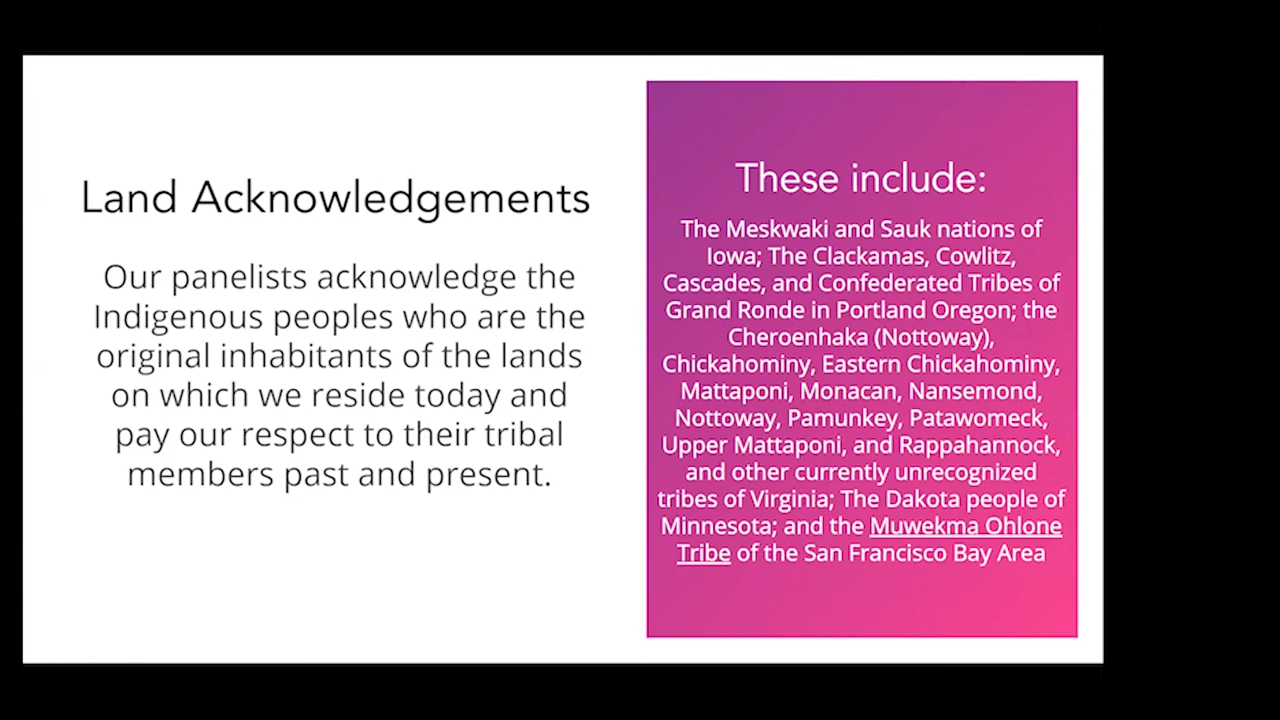 Land Acknowledgements
Our panelists acknowledge the
Indigenous peoples who are the
original inhabitants of the lands
on which we reside today and
pay our respect to their tribal
members past and present.
These include:
The Meskwaki and Sauk nations of
Iowa; The Clackamas, Cowlitz,
Cascades, and Confederated Tribes of
Grand Ronde in Portland Oregon; the
Cheroenhaka (Nottoway),
Chickahominy, Eastern Chickahominy,
Mattaponi, Monacan, Nansemond,
Nottoway, Pamunkey, Patawomeck,
Upper Mattaponi, and Rappahannock,
and other currently unrecognized
tribes of Virginia; The Dakota people of
Minnesota; and the Muwekma Ohlone
Tribe of the San Francisco Bay Area